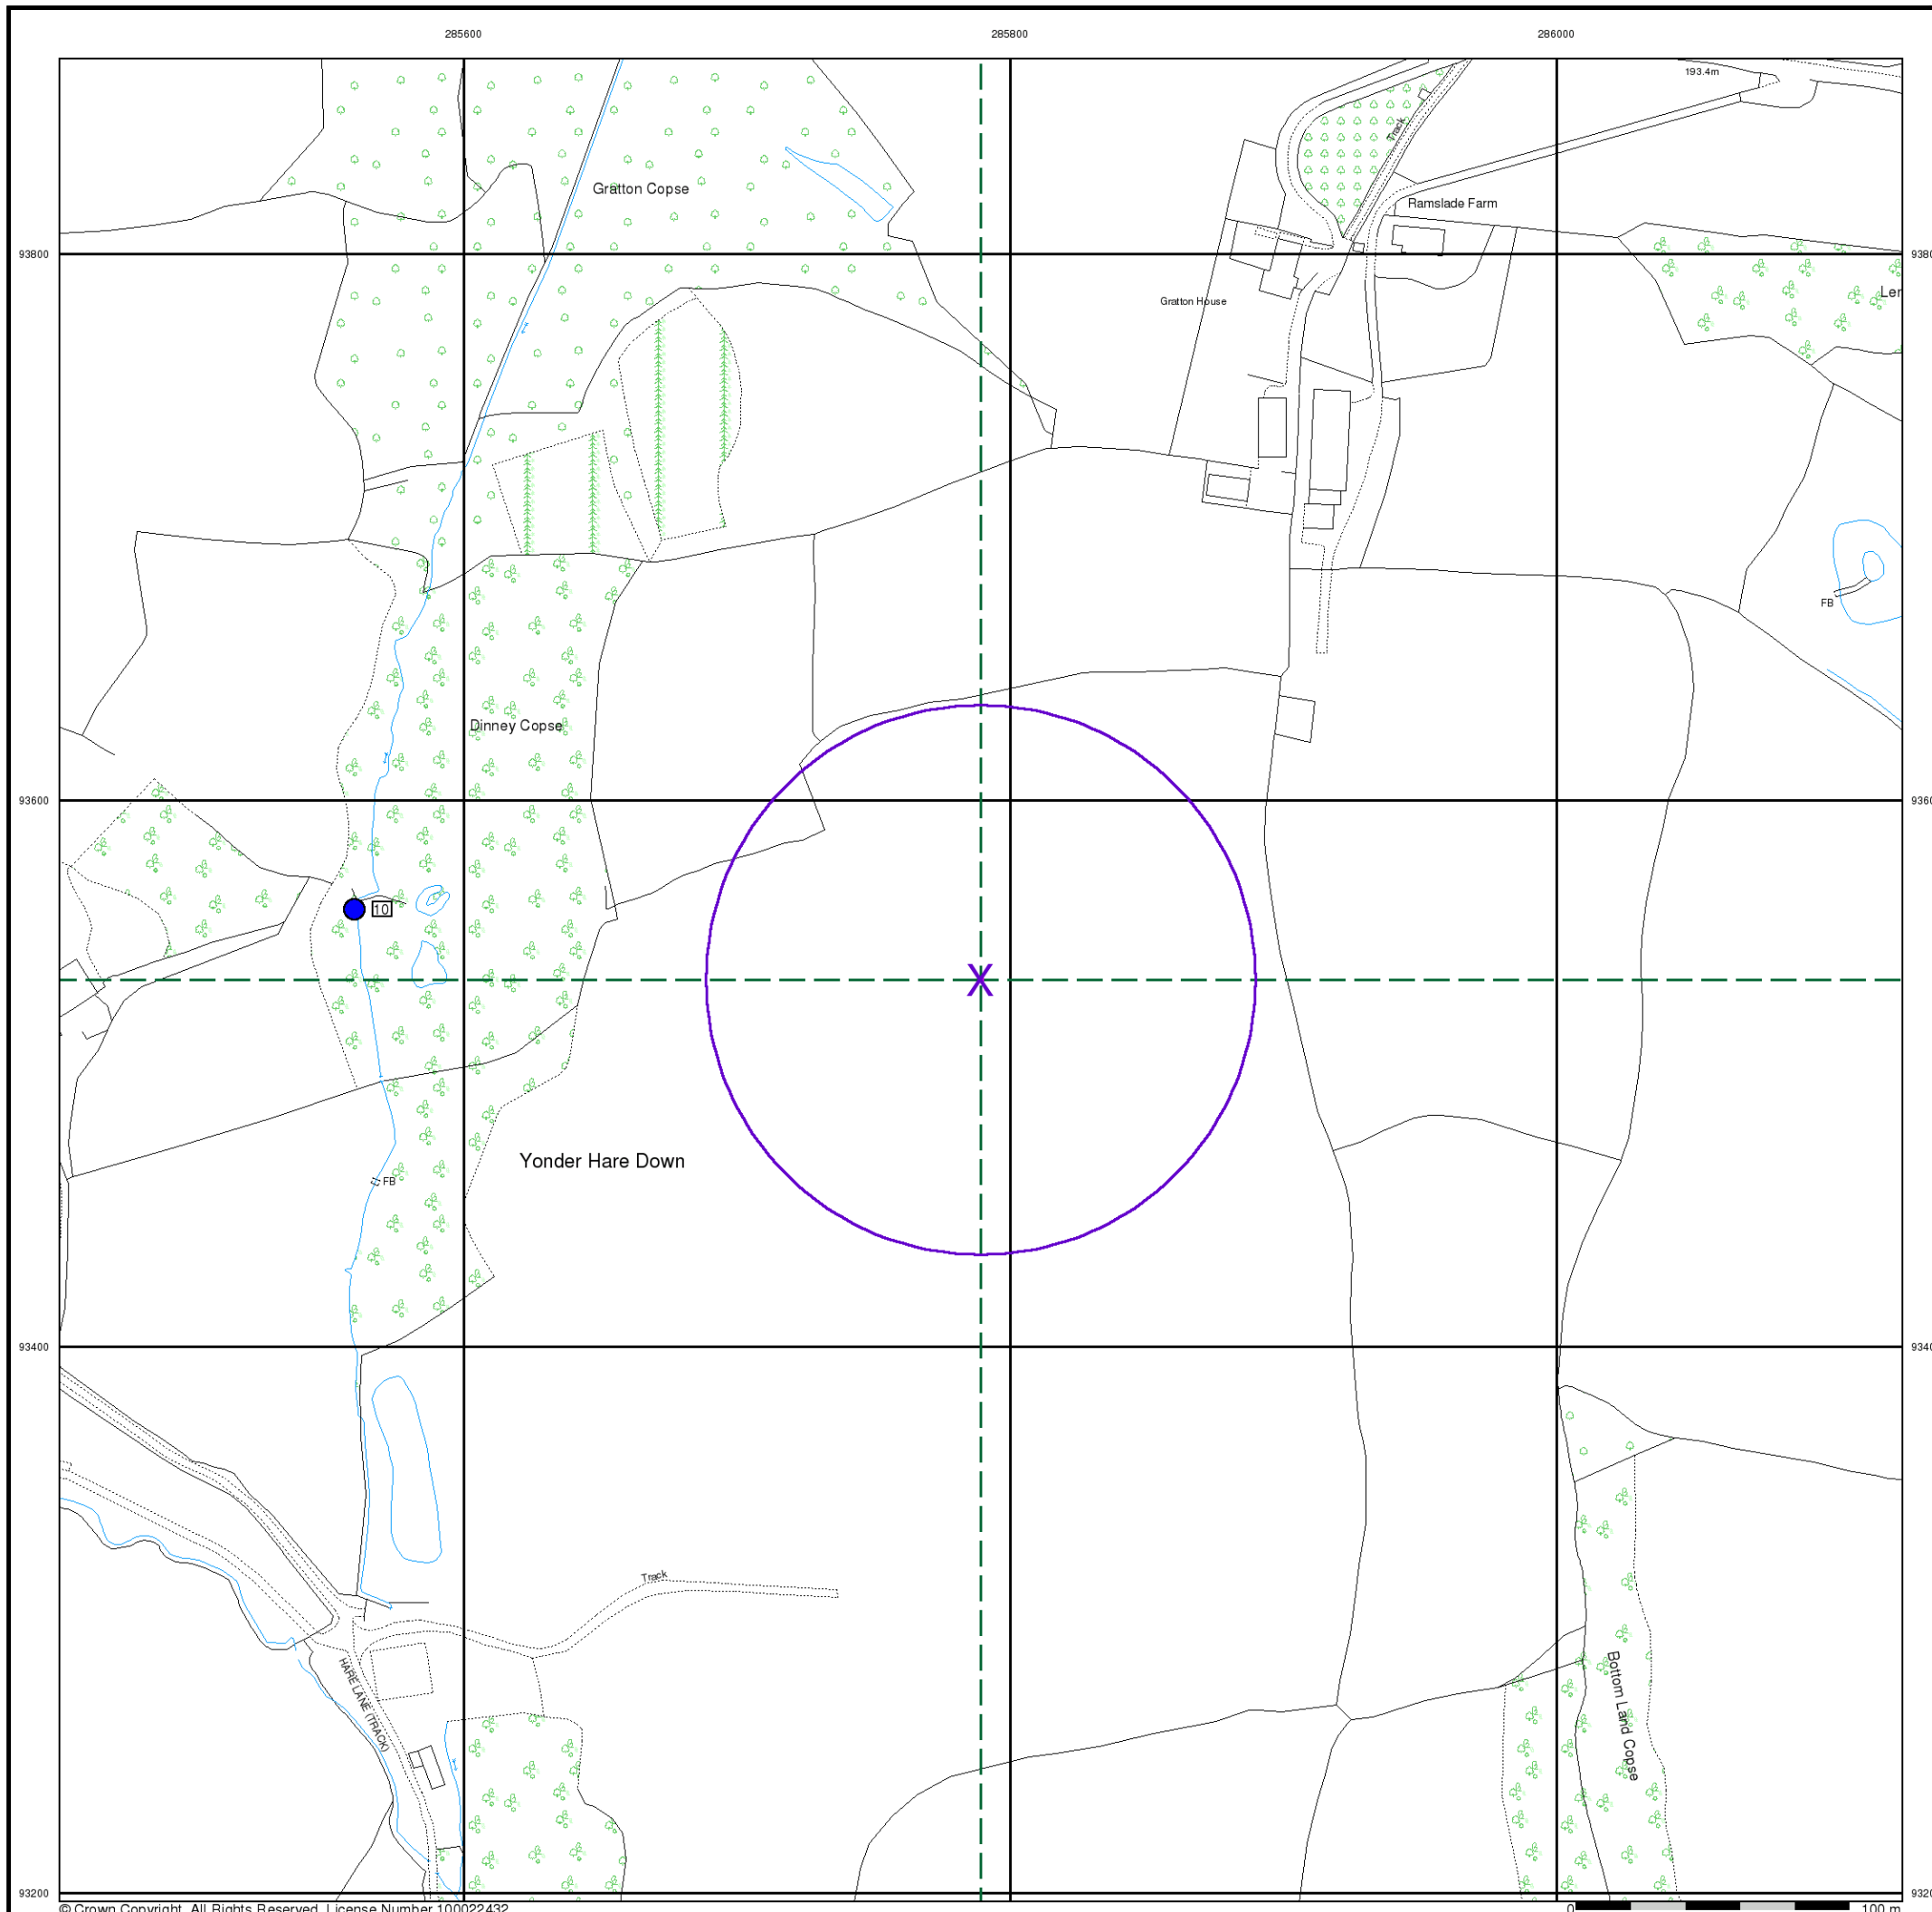 285600 285800 286000
193.4m
Track
Gratton Copse
Ramslade Farm
93800
Gratton House
FB
Dinney Copse
93600
10
X
Yonder Hare Down
FB
93400
Track
HARE LANE (TRACK)
Bottom Land Copse
93200
© Crown Copyright. All Rights Reserved. License Number 100022432
0 100 m